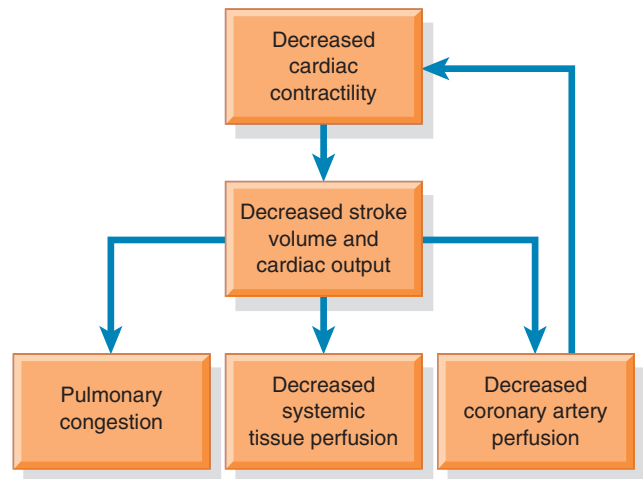 Decreased
cardiac
contractility
Decreased stroke
volume and
cardiac output
Pulmonary
congestion
Decreased
systemic
tissue perfusion
Decreased
coronary artery
perfusion